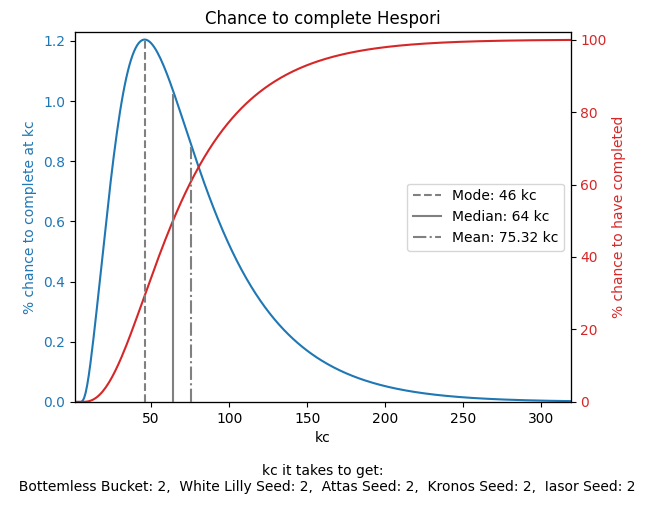 Chance to complete Hespori
1.2
1.0
0.8
0.6
0.4
0.2
0.0
% chance to complete at kc
100
80
60
40
20
0
% chance to have completed
Mode: 46 kc
Median: 64 kc
Mean: 75.32 kc
50 100 150 200 250 300
kc
kc it takes to get:
Bottemless Bucket: 2, White Lilly Seed: 2, Attas Seed: 2, Kronos Seed: 2, Iasor Seed: 2